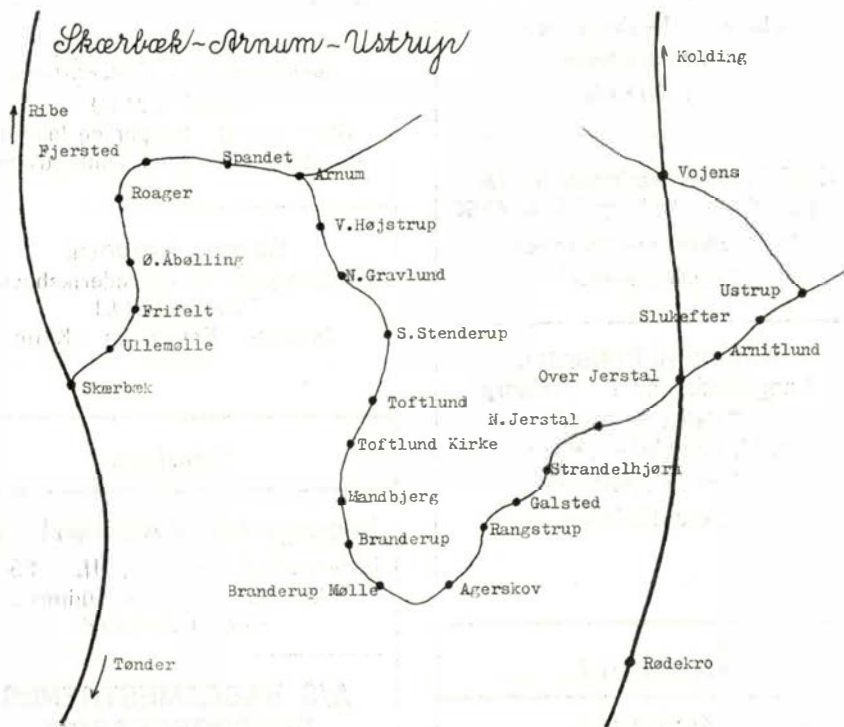 Skærbæk~Arnum~Ustrup
Kolding
Ribe
Fjersted
Spandet
Arnum
Vojens
Roager
V.Højstrup
Ø.Abølling
N.Gravlund
Ustrup
Frifelt
Slukefter
S.Stenderup
Ullemølle
Arnitlund
Over Jerstal
Skærbæk
Toftlund
N.Jerstal
Toftlund Kirke
Strandelhjørn
Mandbjerg
Galsted
Rangstrup
Branderup
Branderup Mølle
Agerskov
Tønder
Rødekro